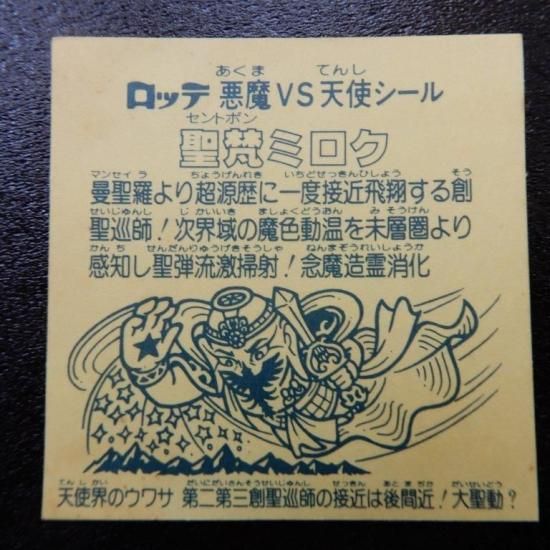 あくま てんし
ロッテ 悪魔VS天使シール
セントボン
聖梵ミロク
マンセイラ ちょうげんれき いちどせっきんひしょう そう
曼聖羅より超源歴に一度接近飛翔する創
せいじゅんし じかいいき ましょくどうおん みそうけん
聖巡師!次界域の魔色動温を未層圏より
かんち せんだんりゅうげきそうしゃ ねんまぞうれいしょうか
感知し聖弾流激掃射!念魔造霊消化
てんしかい だいにだいさんそうせいじゅんし せっきん あとまぢか だいせいどう
天使界のウワサ 第二第三創聖巡師の接近は後間近!大聖動?